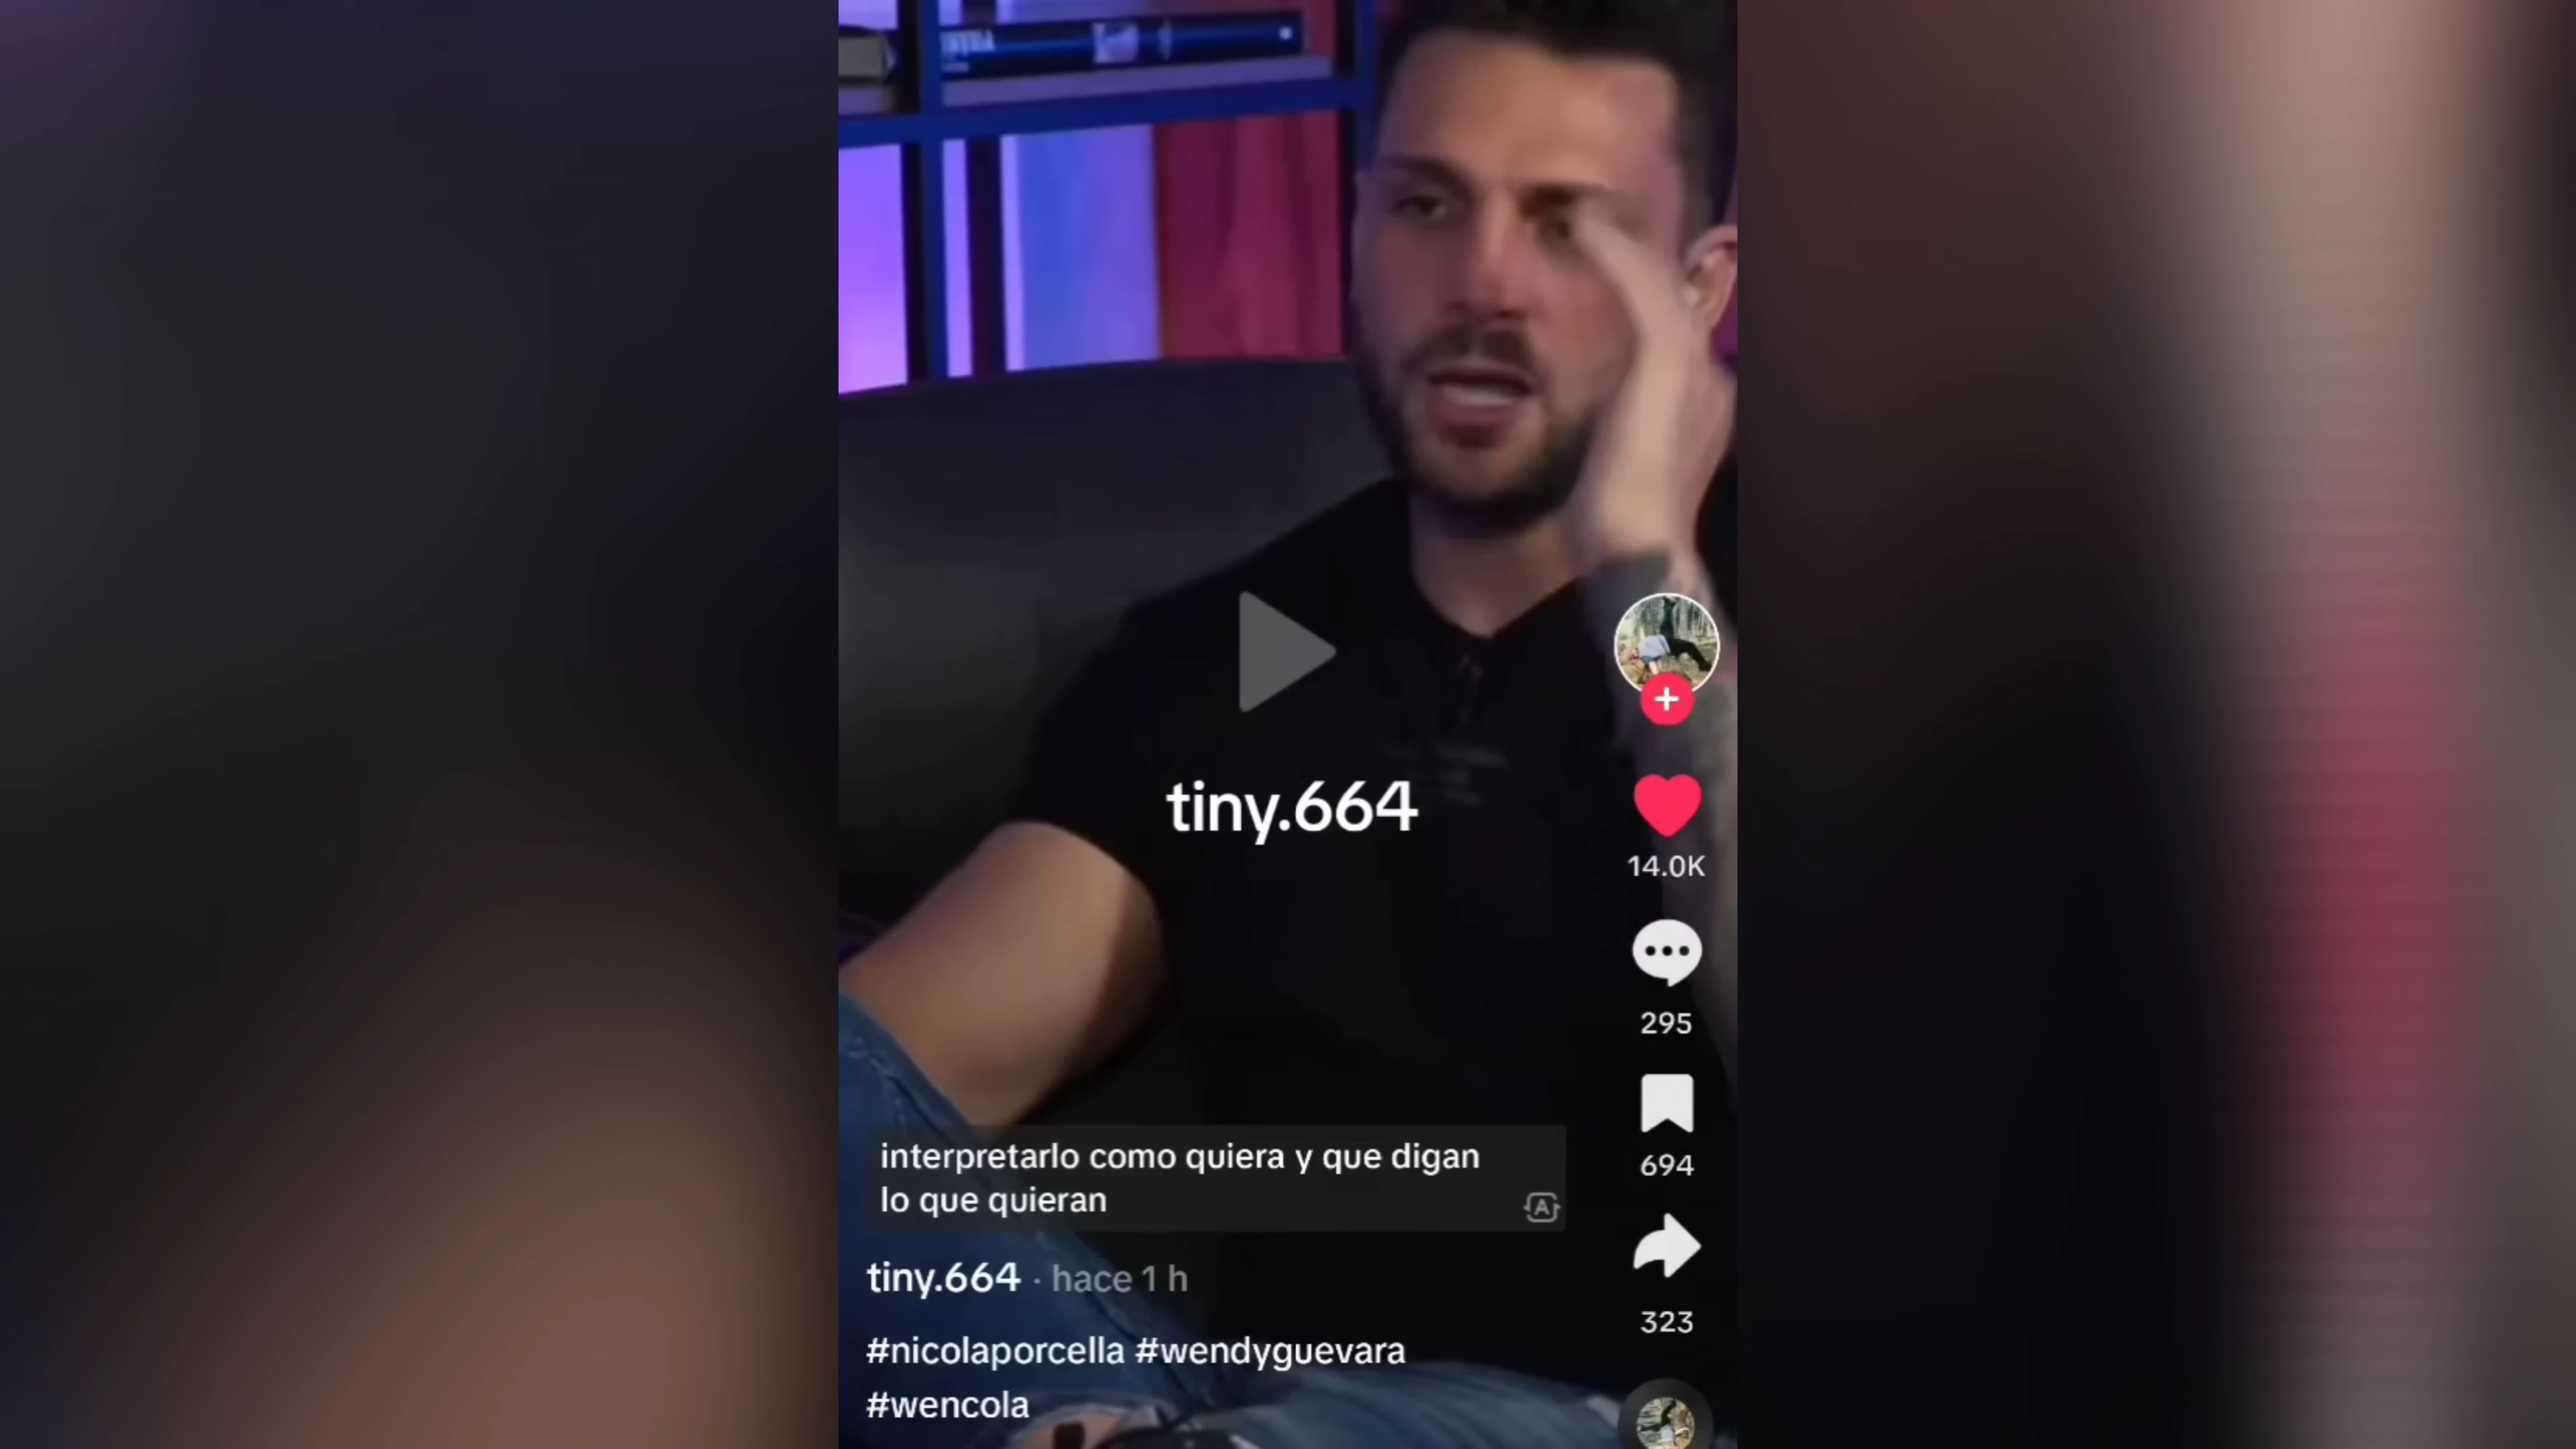 tiny.664
14.0K
295
694
323
interpretarlo como quiera y que digan
lo que quieran
tiny.664 · hace 1 h
#nicolaporcella #wendyguevara
#wencola